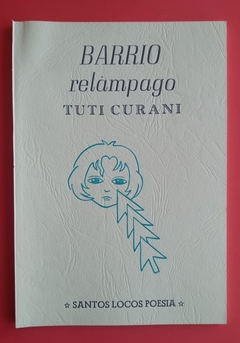 BARRIO
relámpago
TUTI CURANI
☆ SANTOS LOCOS POESIA ☆